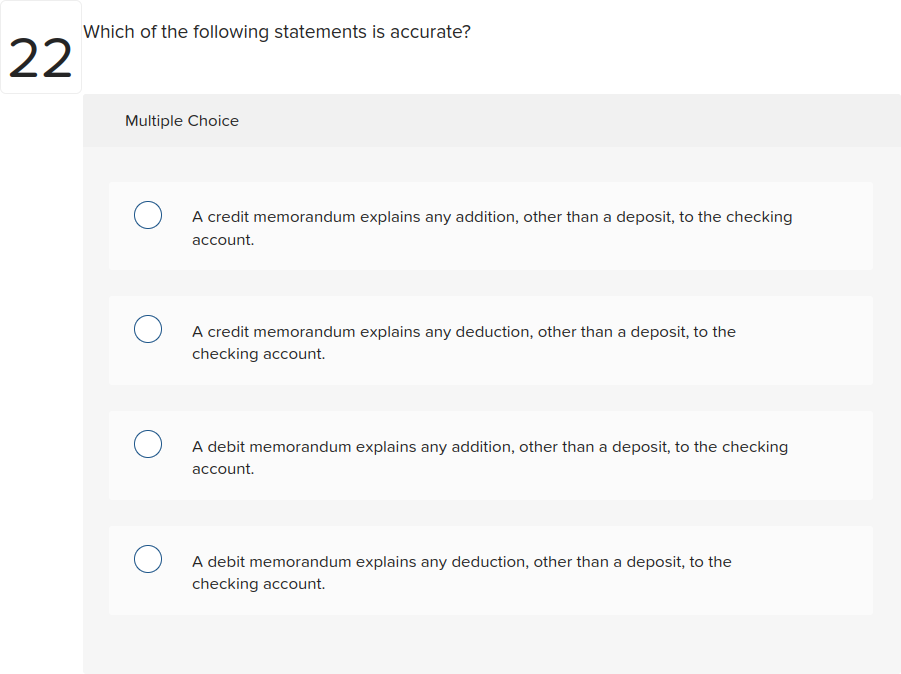 22
Which of the following statements is accurate?
Multiple Choice
A credit memorandum explains any addition, other than a deposit, to the checking
account.
A credit memorandum explains any deduction, other than a deposit, to the
checking account.
A debit memorandum explains any addition, other than a deposit, to the checking
account.
A debit memorandum explains any deduction, other than a deposit, to the
checking account.